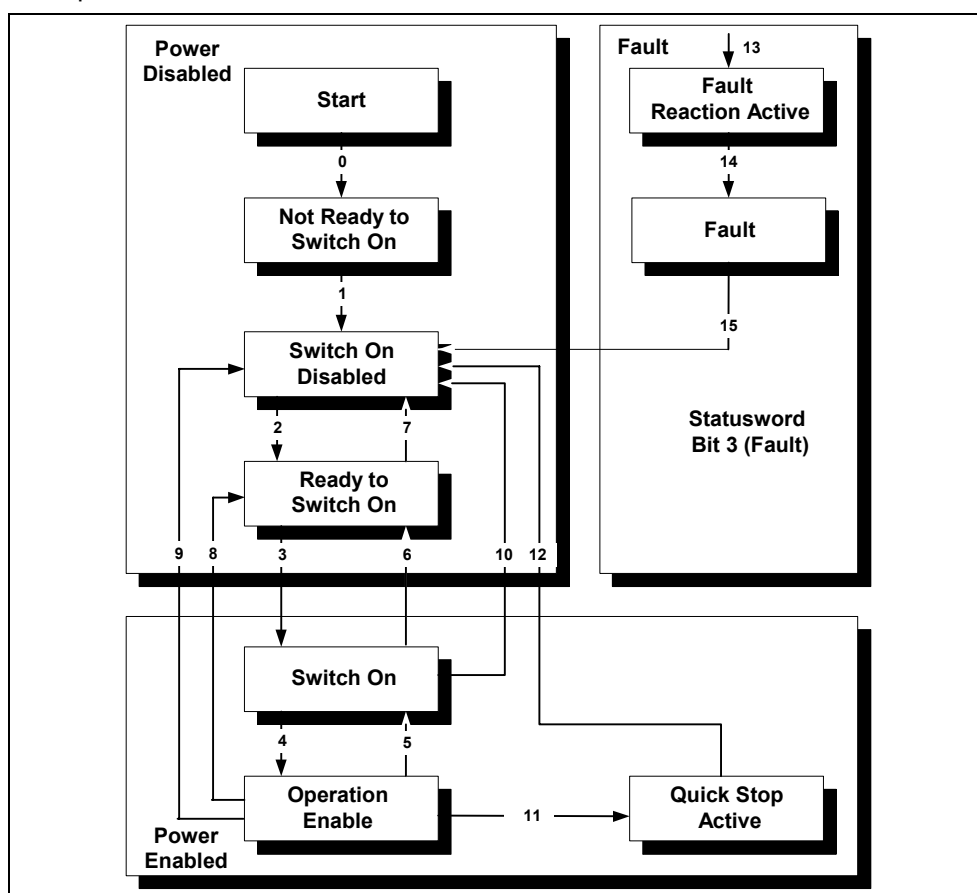 Power
Disabled
Start
0
Not Ready to
Switch On
1
Switch On
Disabled
2
7
Ready to
Switch On
9
8
3
6
10
12
Fault
13
Fault
Reaction Active
14
Fault
15
Statusword
Bit 3 (Fault)
Switch On
4
5
Operation
Enable
11
Quick Stop
Active
Power
Enabled